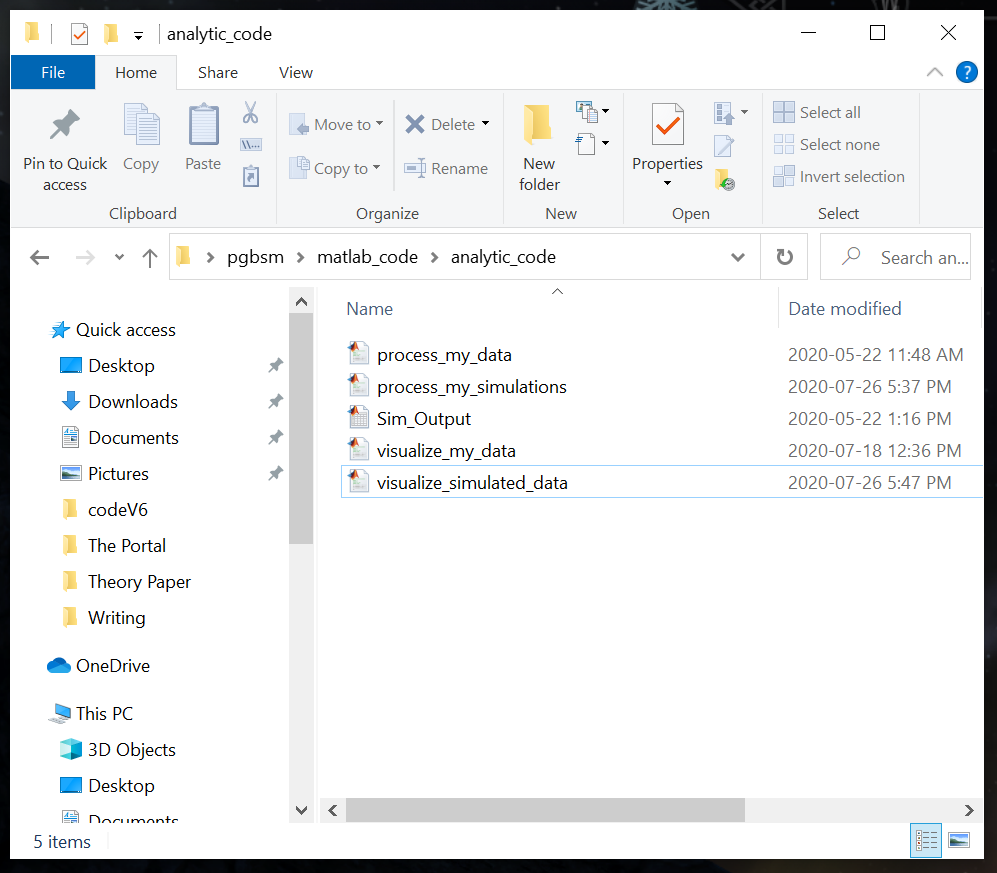 analytic_code
File Home Share View
Pin to Quick access
Copy
Paste
Clipboard
Move to
Copy to
Delete
Rename
Organize
New folder
New
Properties
Open
Select all
Select none
Invert selection
Select
pgbsm > matlab_code > analytic_code
Search an...
Quick access
Desktop
Downloads
Documents
Pictures
codeV6
The Portal
Theory Paper
Writing
OneDrive
This PC
3D Objects
Desktop
Documents
Name Date modified
process_my_data 2020-05-22 11:48 AM
process_my_simulations 2020-07-26 5:37 PM
Sim_Output 2020-05-22 1:16 PM
visualize_my_data 2020-07-18 12:36 PM
visualize_simulated_data 2020-07-26 5:47 PM
5 items